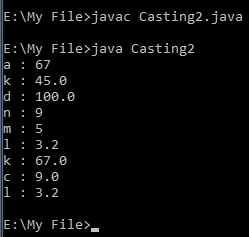 E:\My File>javac Casting2.java
E:\My File>java Casting2
a : 67
k : 45.0
d : 100.0
n : 9
m : 5
l : 3.2
k : 67.0
c : 9.0
l : 3.2
E:\My File>